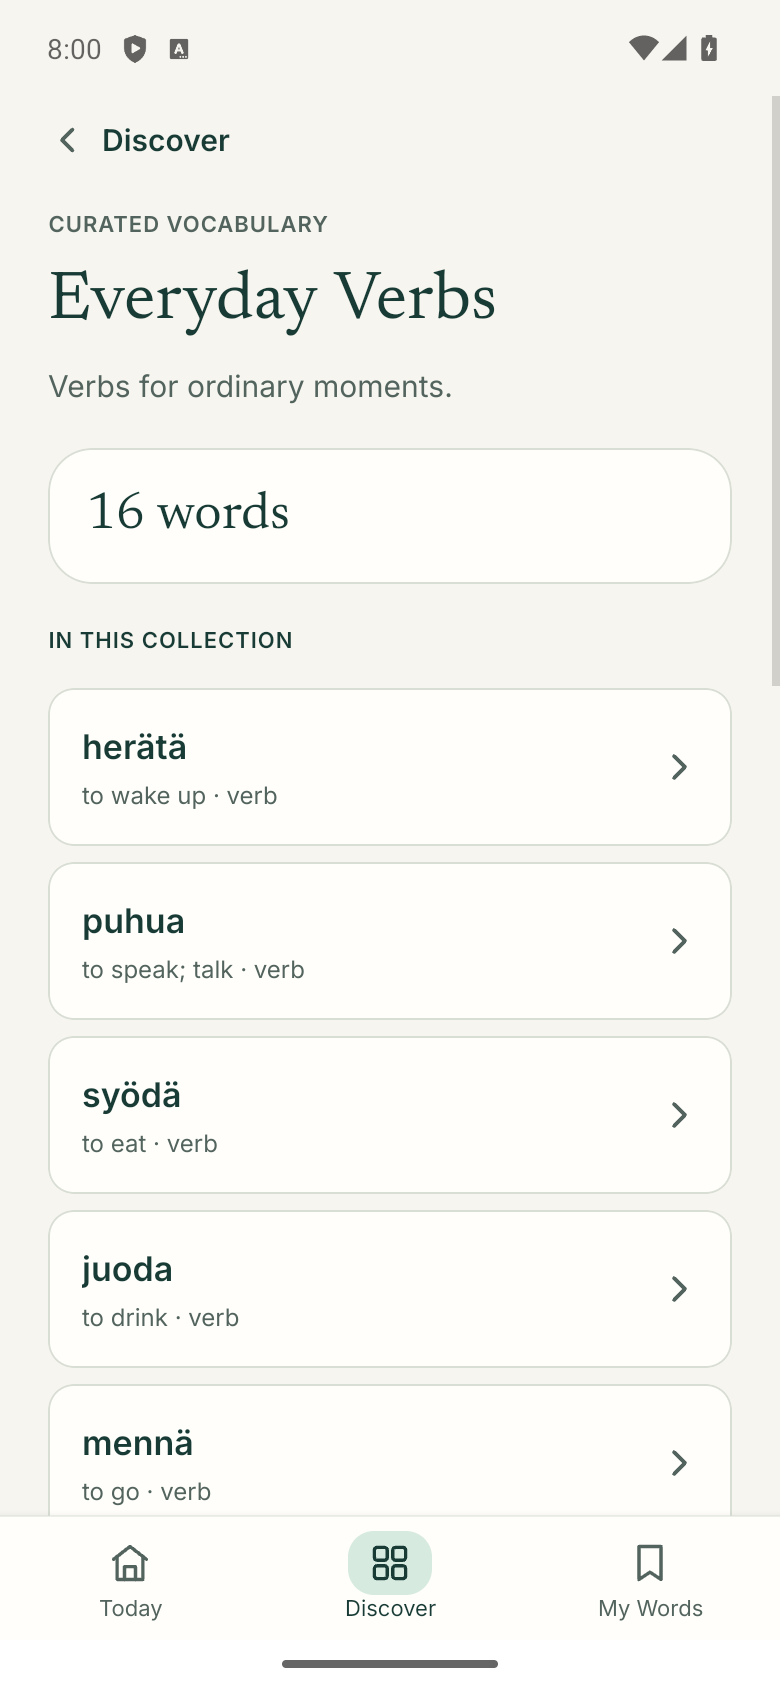 8:00
Discover
CURATED VOCABULARY
Everyday Verbs
Verbs for ordinary moments.
16 words
IN THIS COLLECTION
herätä
to wake up · verb
puhua
to speak; talk · verb
syödä
to eat · verb
juoda
to drink · verb
mennä
to go · verb
Today
Discover
My Words